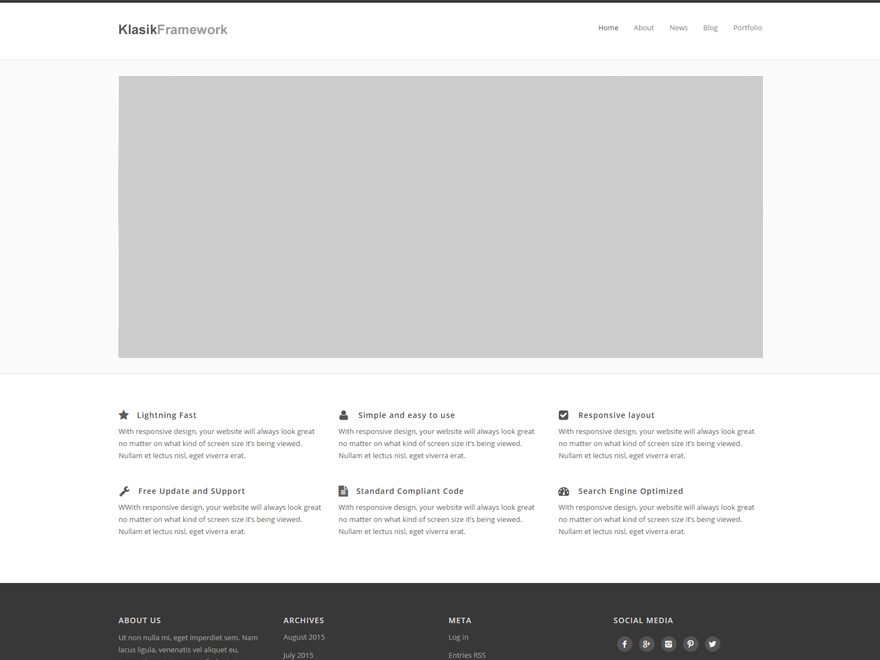 KlasikFramework
Home About News Blog Portfolio
Lightning Fast
With responsive design, your website will always look great
no matter on what kind of screen size it's being viewed.
Nullam et lectus nisl, eget viverra erat.
Simple and easy to use
With responsive design, your website will always look great
no matter on what kind of screen size it's being viewed.
Nullam et lectus nisl, eget viverra erat.
Responsive layout
With responsive design, your website will always look great
no matter on what kind of screen size it's being viewed.
Nullam et lectus nisl, eget viverra erat.
Free Update and SUpport
WWith responsive design, your website will always look great
no matter on what kind of screen size it's being viewed.
Nullam et lectus nisl, eget viverra erat.
Standard Compliant Code
With responsive design, your website will always look great
no matter on what kind of screen size it's being viewed.
Nullam et lectus nisl, eget viverra erat.
Search Engine Optimized
With responsive design, your website will always look great
no matter on what kind of screen size it's being viewed.
Nullam et lectus nisl, eget viverra erat.
ABOUT US
Ut non nulla mi, eget imperdiet sem. Nam
lacus ligula, venenatis vel aliquet eu,
ARCHIVES
August 2015
July 2015
META
Log in
Entries RSS
SOCIAL MEDIA